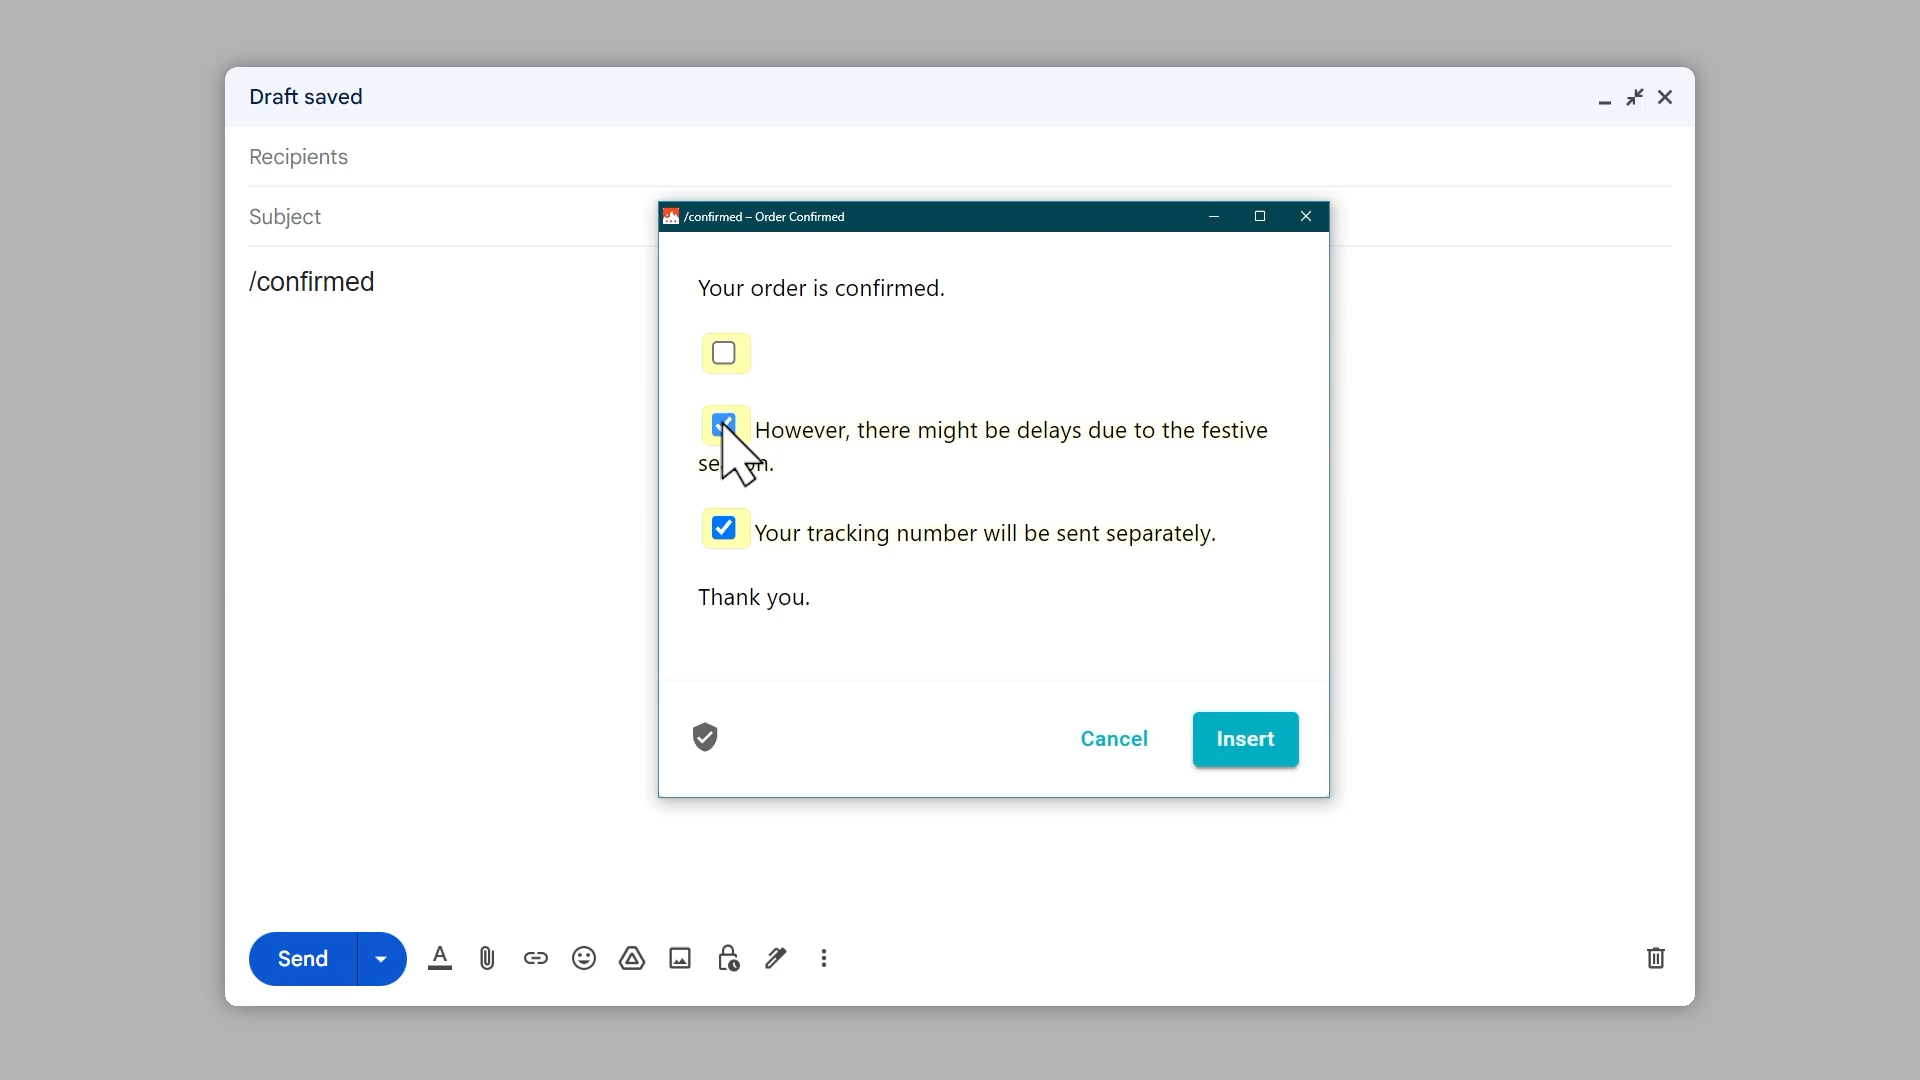 Draft saved
Recipients
Subject
/confirmed
/confirmed – Order Confirmed
Your order is confirmed.
However, there might be delays due to the festive
Your tracking number will be sent separately.
Thank you.
Cancel
Insert
Send